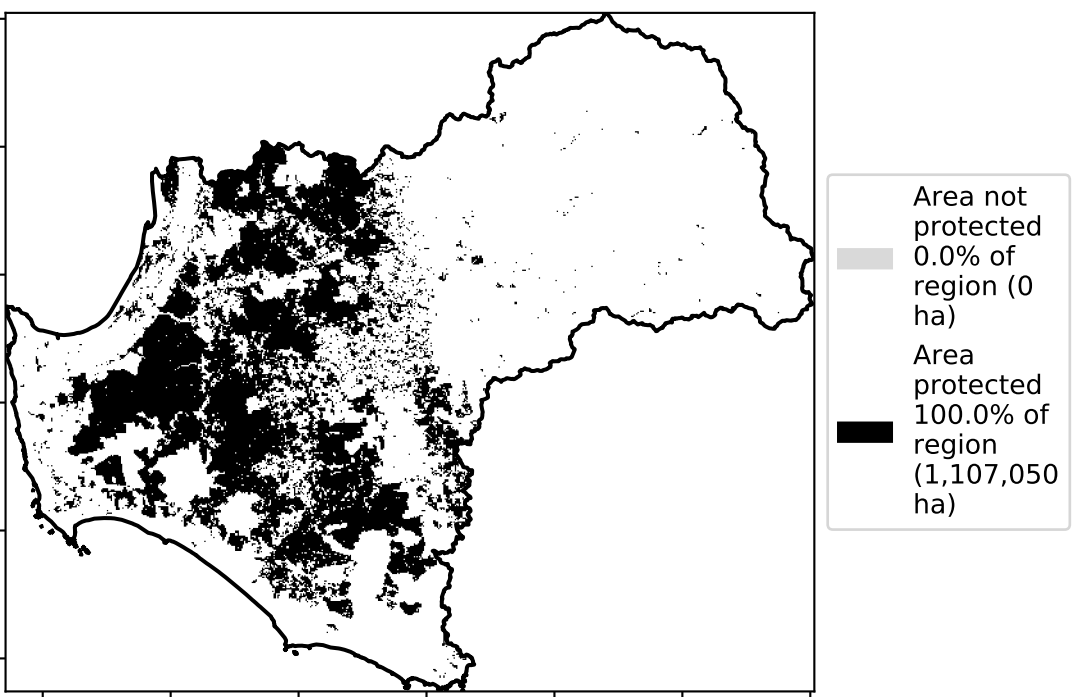 Area not
protected
0.0% of
region (0
ha)
Area
protected
100.0% of
region
(1,107,050
ha)